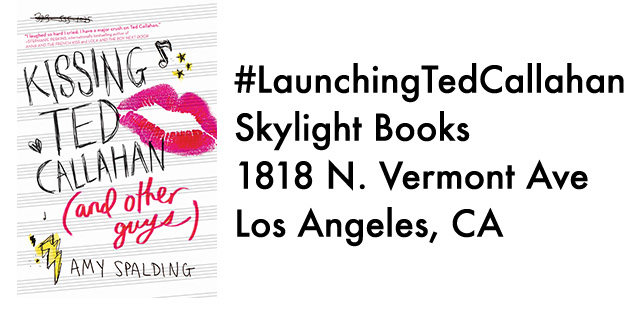 "I laughed so hard I cried. I have a major crush on Ted Callahan."
KISSING
TED
CALLAHAN
(and other
guys)
AMY SPALDING
#LaunchingTedCallahan
Skylight Books
1818 N. Vermont Ave
Los Angeles, CA